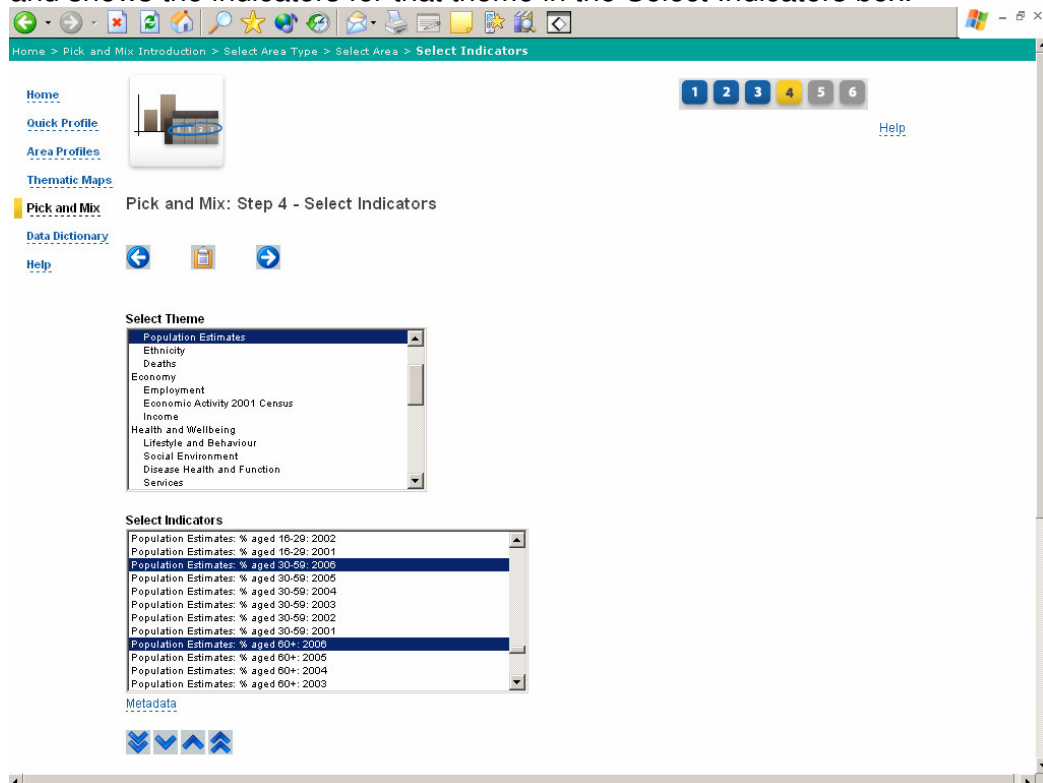 and shows the indicators for that theme in the Select Indicators box.
Home > Pick and Mix Introduction > Select Area Type > Select Area > Select Indicators
Home
Quick Profile
Area Profiles
Thematic Maps
Pick and Mix
Data Dictionary
Help
1 2 3 4 5 6
Help
Pick and Mix: Step 4 - Select Indicators
Select Theme
Population Estimates
Ethnicity
Deaths
Economy
Employment
Economic Activity 2001 Census
Income
Health and Wellbeing
Lifestyle and Behaviour
Social Environment
Disease Health and Function
Services
Select Indicators
Population Estimates: % aged 16-29: 2002
Population Estimates: % aged 16-29: 2001
Population Estimates: % aged 30-59: 2006
Population Estimates: % aged 30-59: 2005
Population Estimates: % aged 30-59: 2004
Population Estimates: % aged 30-59: 2003
Population Estimates: % aged 30-59: 2002
Population Estimates: % aged 30-59: 2001
Population Estimates: % aged 60+: 2006
Population Estimates: % aged 60+: 2005
Population Estimates: % aged 60+: 2004
Population Estimates: % aged 60+: 2003
Metadata